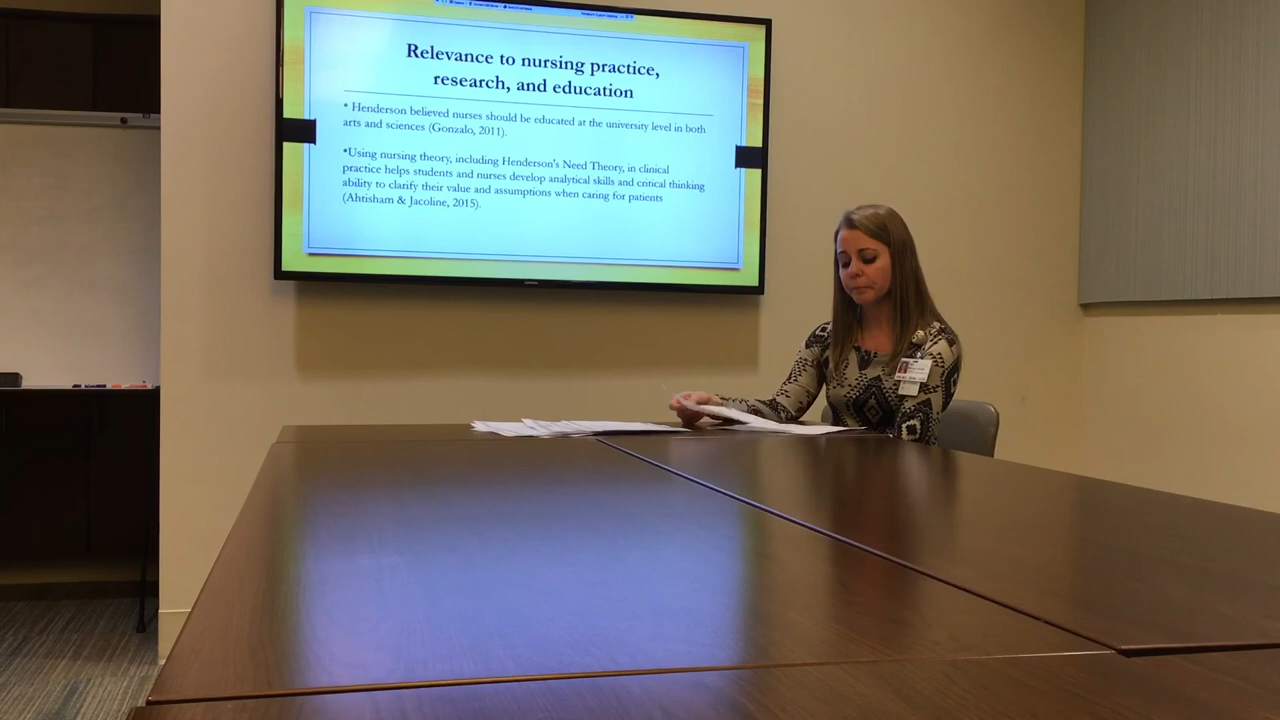 Relevance to nursing practice,
research, and education
* Henderson believed nurses should be educated at the university level in both
arts and sciences (Gonzalo, 2011).
*Using nursing theory, including Henderson's Need Theory, in clinical
practice helps students and nurses develop analytical skills and critical thinking
ability to clarify their value and assumptions when caring for patients
(Ahtisham & Jacoline, 2015).